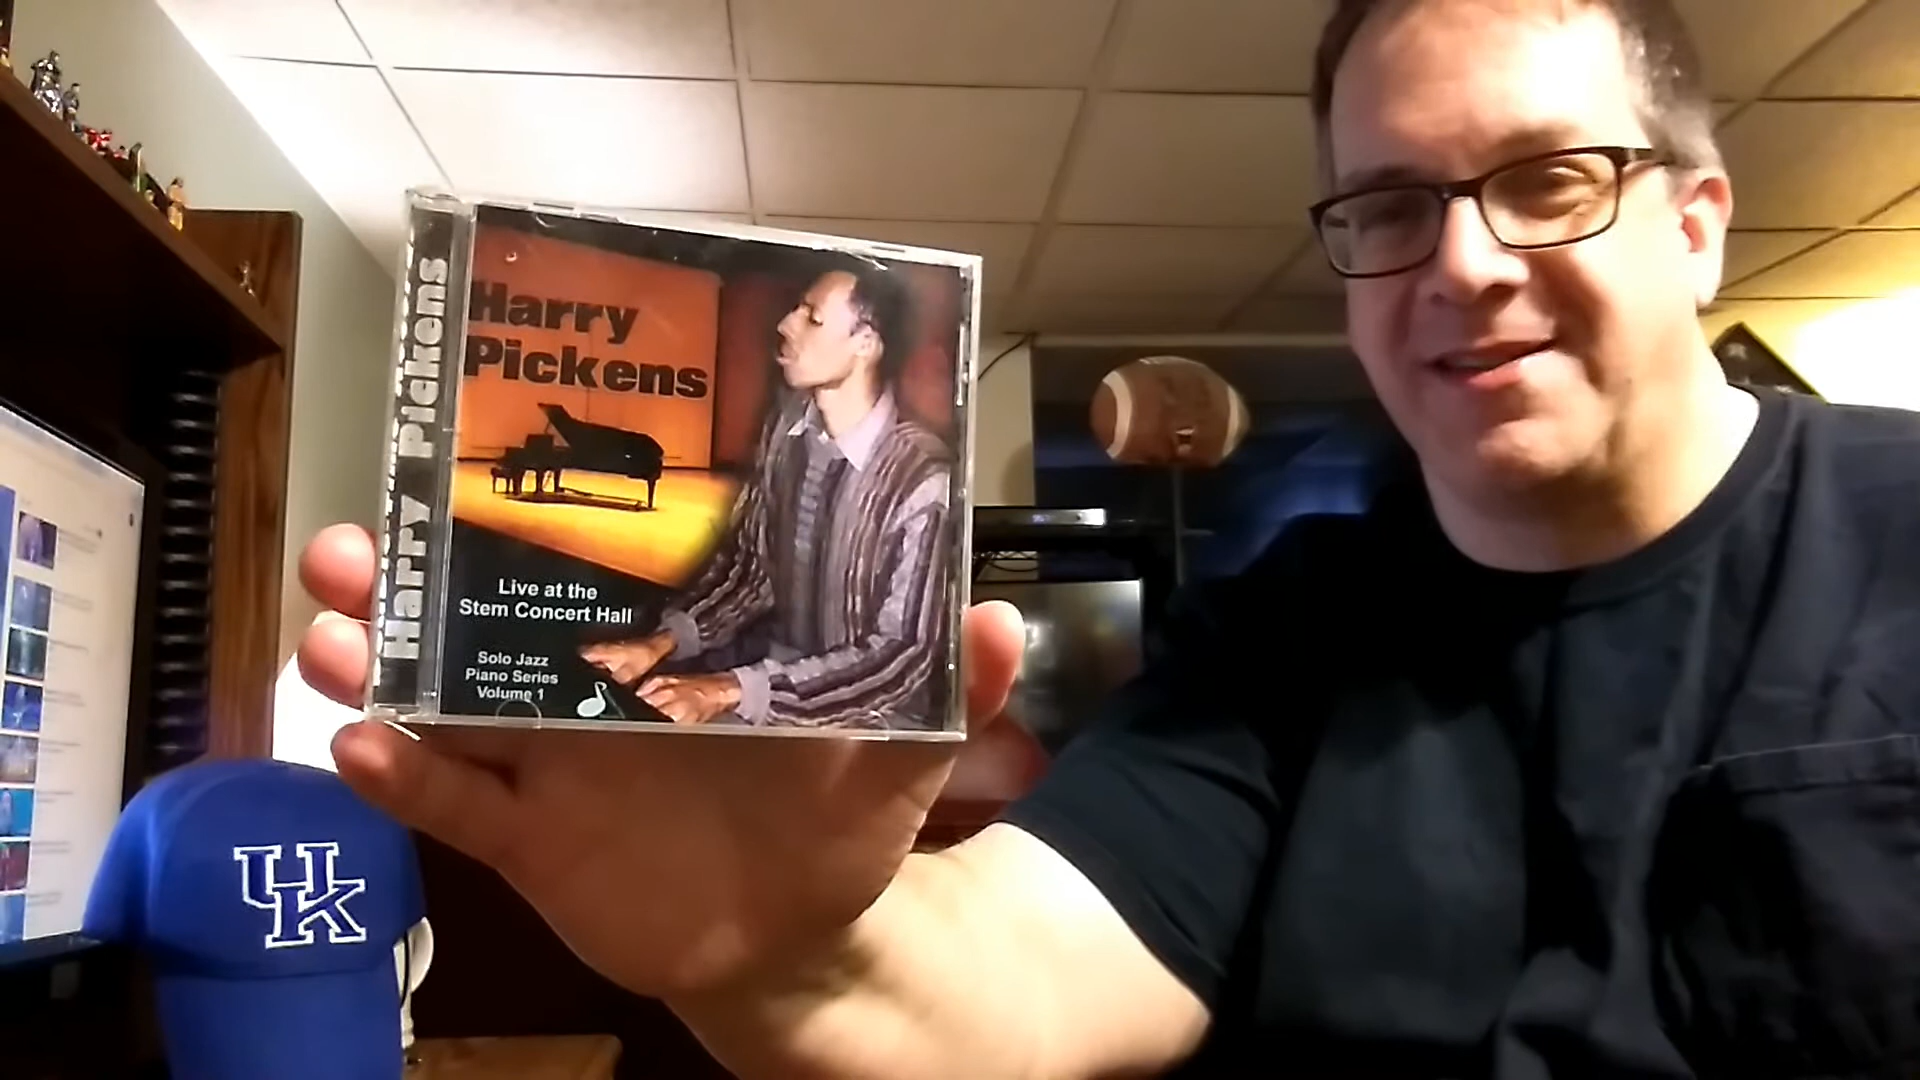 Harry Pickens
Harry
Pickens
Live at the
Stem Concert Hall
Solo Jazz
Piano Series
Volume 1
UK